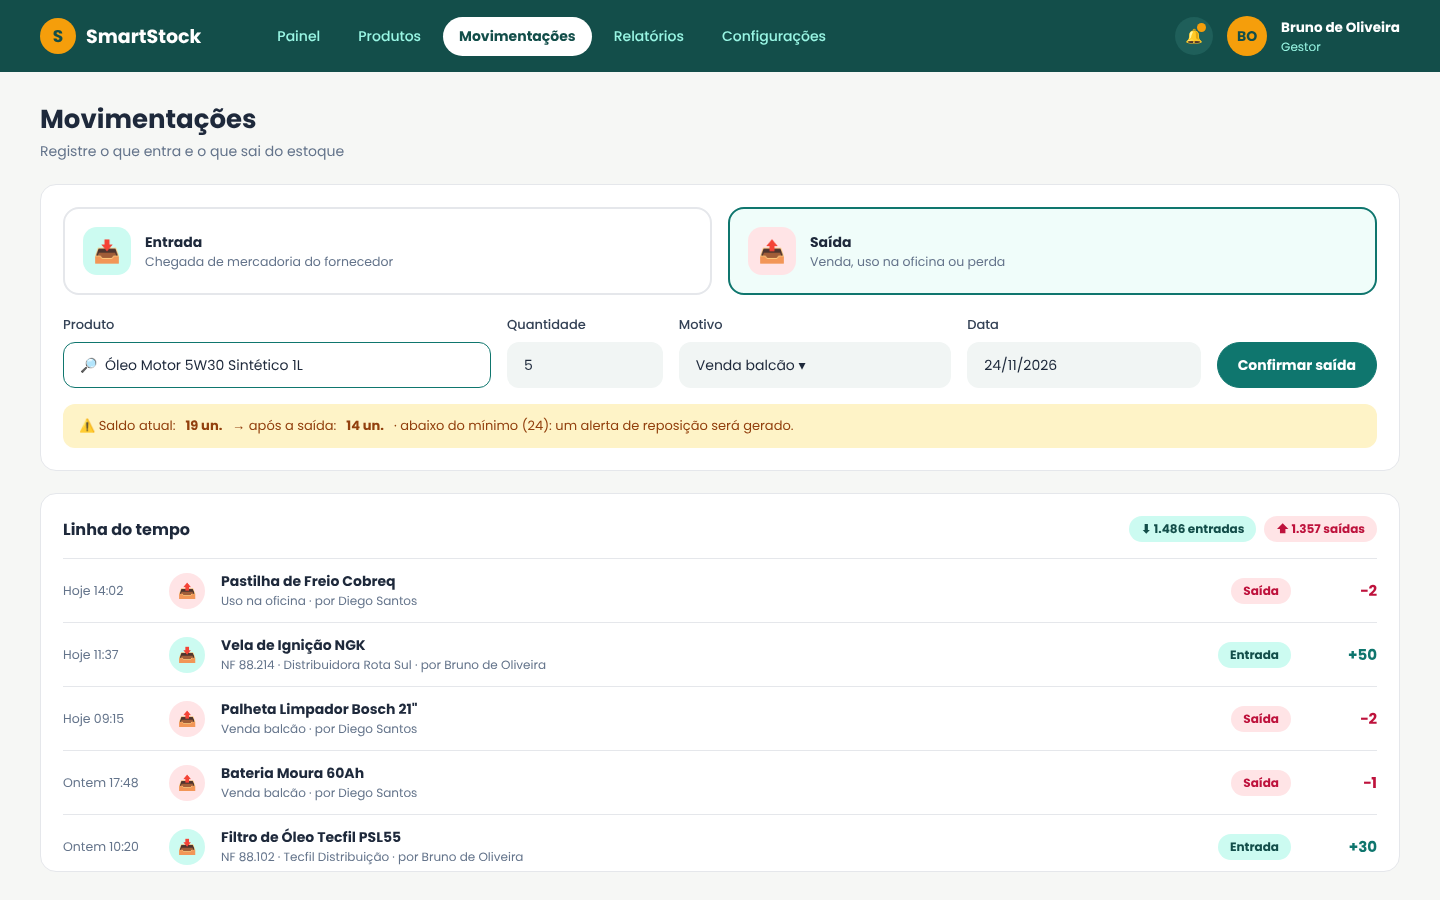 S SmartStock Painel Produtos Movimentações Relatórios Configurações BO Bruno de Oliveira
Gestor
Movimentações
Registre o que entra e o que sai do estoque
Entrada
Chegada de mercadoria do fornecedor
Saída
Venda, uso na oficina ou perda
Produto Quantidade Motivo Data
🔎 Óleo Motor 5W30 Sintético 1L 5 Venda balcão ▾ 24/11/2026 Confirmar saída
⚠️ Saldo atual: 19 un. → após a saída: 14 un. · abaixo do mínimo (24): um alerta de reposição será gerado.
Linha do tempo ⬇ 1.486 entradas ⬆ 1.357 saídas
Hoje 14:02 Pastilha de Freio Cobreq Saída −2
Uso na oficina · por Diego Santos
Hoje 11:37 Vela de Ignição NGK Entrada +50
NF 88.214 · Distribuidora Rota Sul · por Bruno de Oliveira
Hoje 09:15 Palheta Limpador Bosch 21" Saída −2
Venda balcão · por Diego Santos
Ontem 17:48 Bateria Moura 60Ah Saída −1
Venda balcão · por Diego Santos
Ontem 10:20 Filtro de Óleo Tecfil PSL55 Entrada +30
NF 88.102 · Tecfil Distribuição · por Bruno de Oliveira